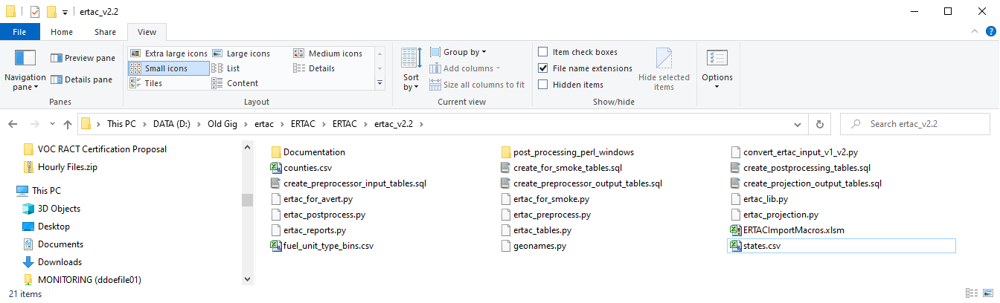 ertac_v2.2
File Home Share View
Navigation pane
Preview pane
Details pane
Panes
Extra large icons Large icons Medium icons
Small icons List Details
Tiles Content
Layout
Sort by
Group by
Add columns
Size all columns to fit
Current view
Item check boxes
File name extensions
Hidden items
Hide selected items
Show/hide
Options
This PC > DATA (D:) > Old Gig > ertac > ERTAC > ERTAC > ertac_v2.2 >
Search ertac_v2.2
VOC RACT Certification Proposal
Hourly Files.zip
This PC
3D Objects
Desktop
Documents
Downloads
MONITORING (ddoefile01)
Documentation post_processing_perl_windows convert_ertac_input_v1_v2.py
counties.csv create_for_smoke_tables.sql create_postprocessing_tables.sql
create_preprocessor_input_tables.sql create_preprocessor_output_tables.sql create_projection_output_tables.sql
ertac_for_avert.py ertac_for_smoke.py ertac_lib.py
ertac_postprocess.py ertac_preprocess.py ertac_projection.py
ertac_reports.py ertac_tables.py ERTACImportMacros.xlsm
fuel_unit_type_bins.csv geonames.py states.csv
21 items